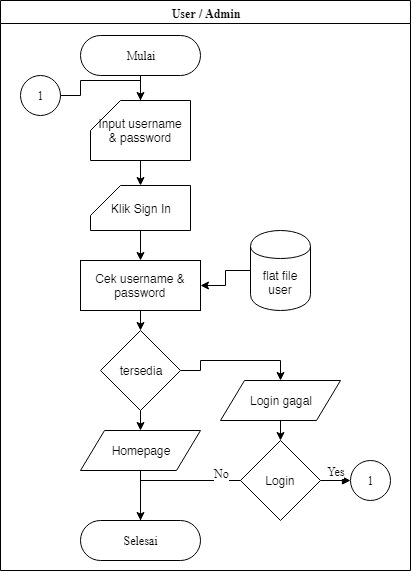 User / Admin
Mulai
1
Input username
& password
Klik Sign In
Cek username &
password
flat file
user
tersedia
Login gagal
Homepage
No
Login
Yes
1
Selesai